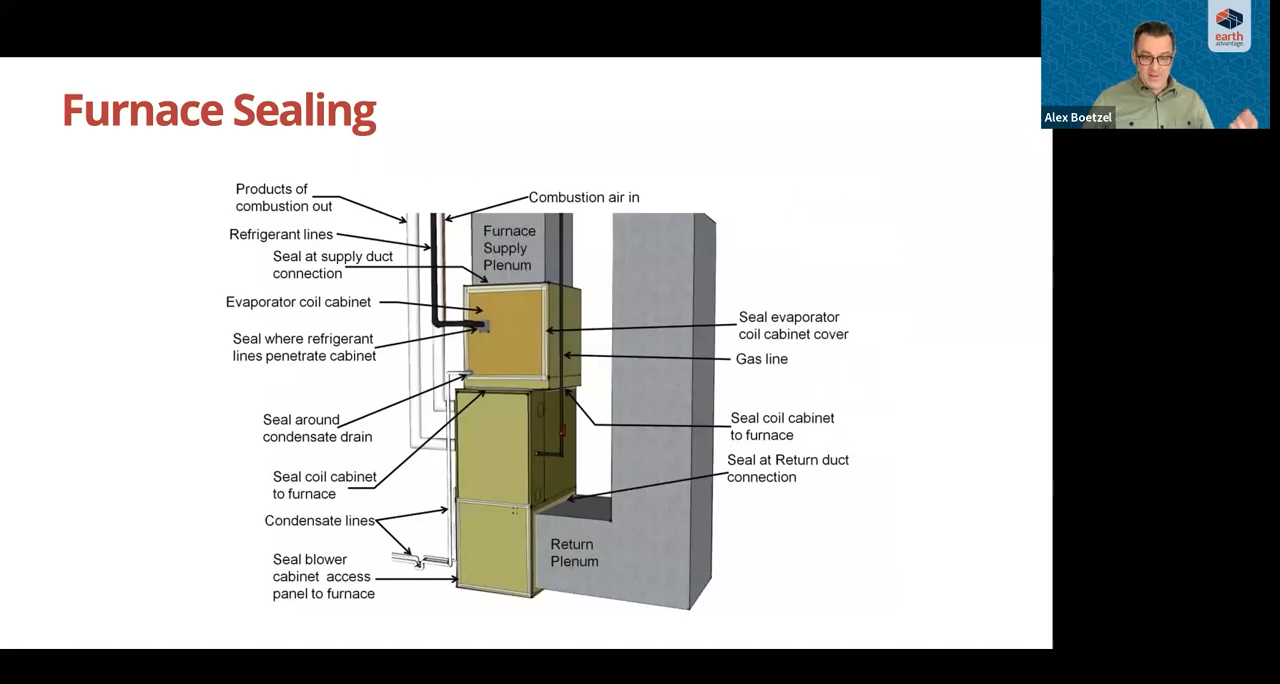 Furnace Sealing
earth
advantage
Alex Boetzel
Products of
combustion out
Combustion air in
Refrigerant lines
Furnace
Supply
Plenum
Seal at supply duct
connection
Evaporator coil cabinet
Seal where refrigerant
lines penetrate cabinet
Seal evaporator
coil cabinet cover
Gas line
Seal around
condensate drain
Seal coil cabinet
to furnace
Seal at Return duct
connection
Seal coil cabinet
to furnace
Condensate lines
Return
Plenum
Seal blower
cabinet access
panel to furnace